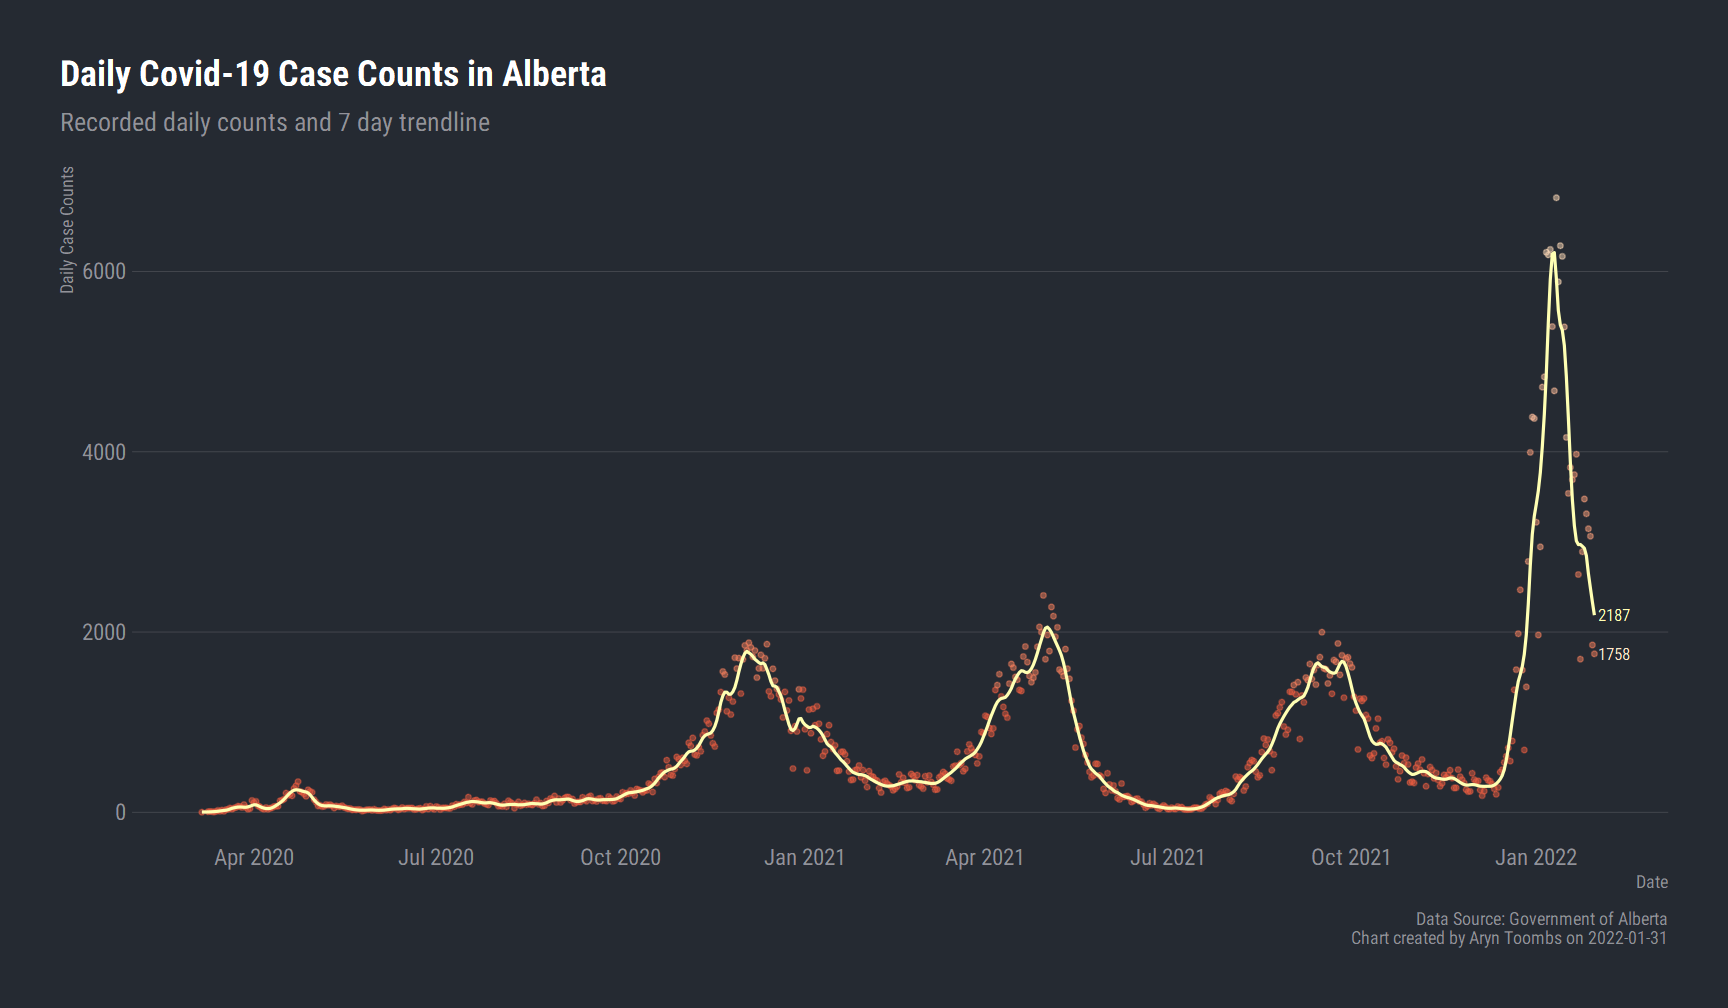 Daily Covid-19 Case Counts in Alberta
Recorded daily counts and 7 day trendline
Daily Case Counts
6000
4000
2000
0
2187
1758
Apr 2020
Jul 2020
Oct 2020
Jan 2021
Apr 2021
Jul 2021
Oct 2021
Jan 2022
Date
Data Source: Government of Alberta
Chart created by Aryn Toombs on 2022-01-31